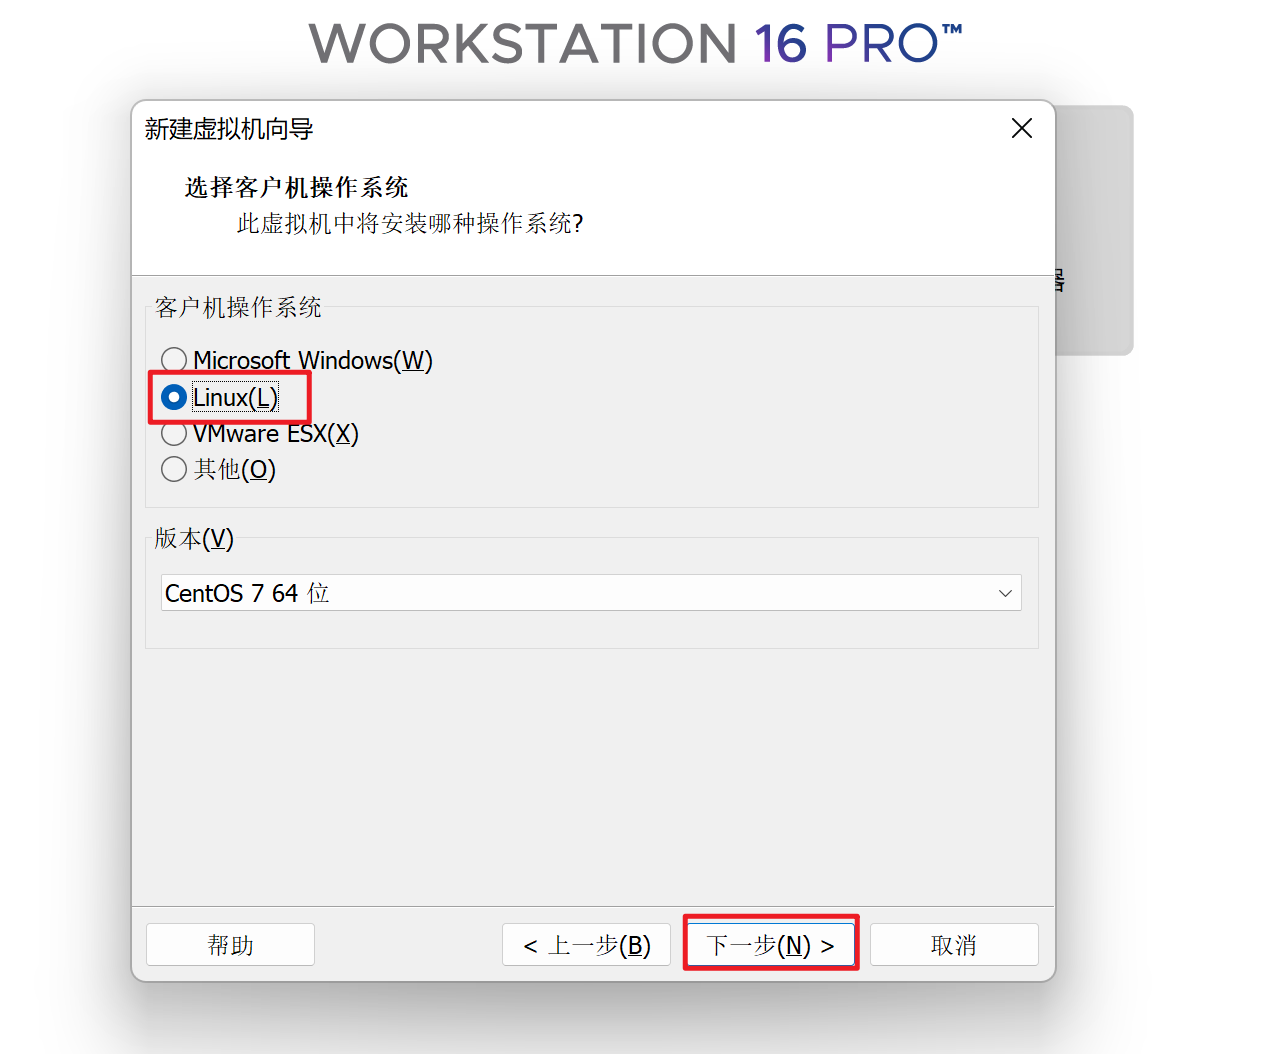 WORKSTATION 16 PRO™
新建虚拟机向导
选择客户机操作系统
此虚拟机中将安装哪种操作系统?
器
客户机操作系统
Microsoft Windows(W)
Linux(L)
VMware ESX(X)
其他(O)
版本(V)
CentOS 7 64 位
帮助
< 上一步(B)
下一步(N) >
取消